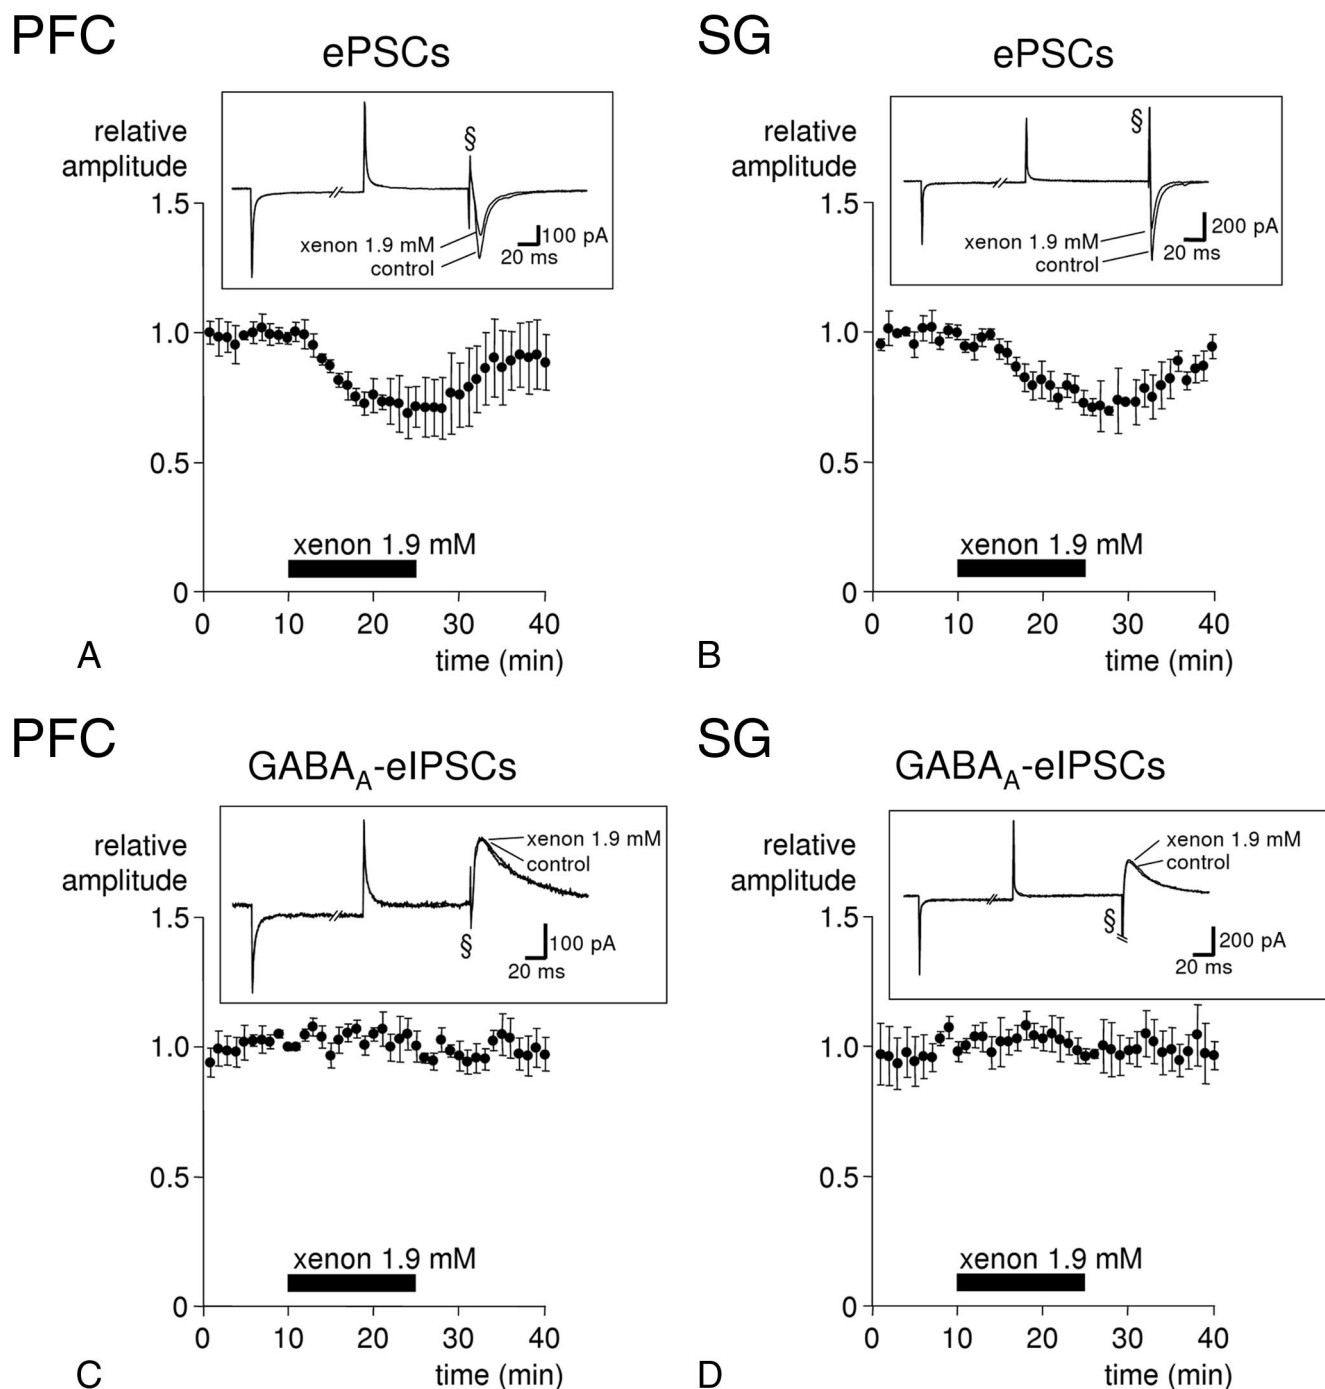 PFC
ePSCs
relative
amplitude
§
xenon 1.9 mM
control
100 pA
20 ms
1.5
1.0
0.5
0
xenon 1.9 mM
0 10 20 30 40
time (min)
A
SG
ePSCs
relative
amplitude
§
xenon 1.9 mM
control
200 pA
20 ms
1.5
1.0
0.5
0
xenon 1.9 mM
0 10 20 30 40
time (min)
B
PFC
GABAA-eIPSCs
relative
amplitude
xenon 1.9 mM
control
§
100 pA
20 ms
1.5
1.0
0.5
0
xenon 1.9 mM
0 10 20 30 40
time (min)
C
SG
GABAA-eIPSCs
relative
amplitude
xenon 1.9 mM
control
§
200 pA
20 ms
1.5
1.0
0.5
0
xenon 1.9 mM
0 10 20 30 40
time (min)
D